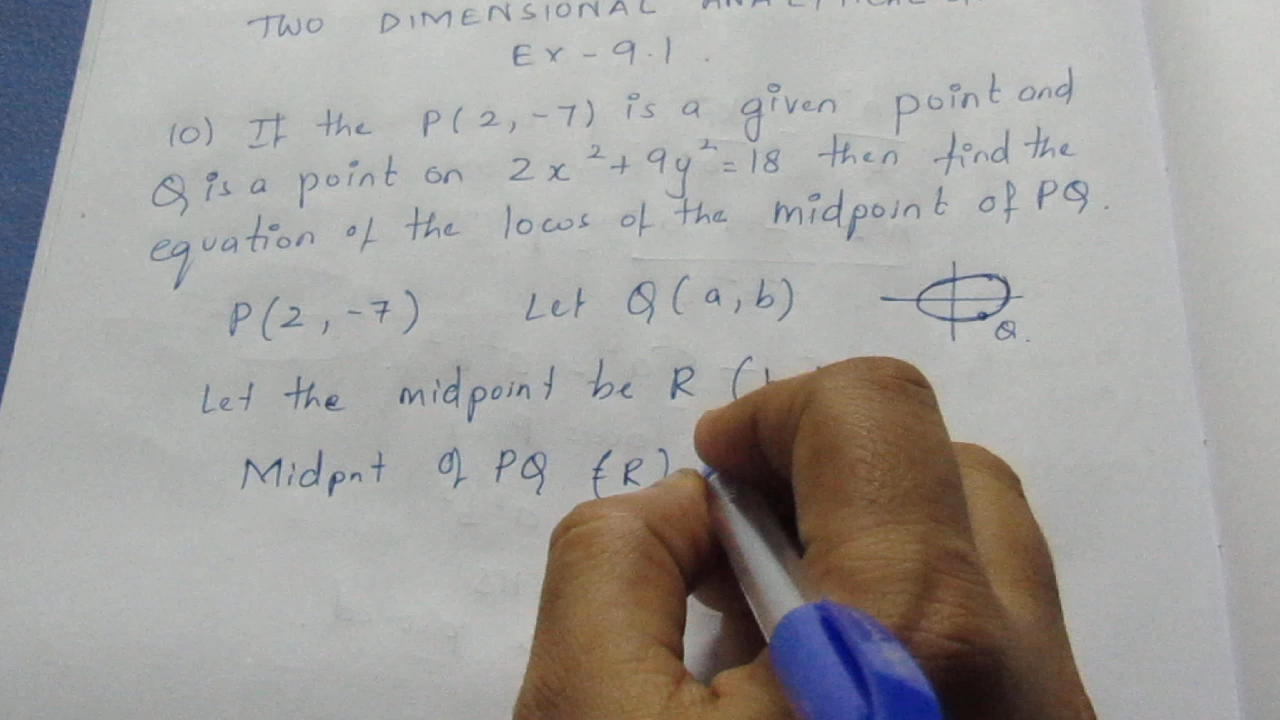 TWO DIMENSIONAL
Ex - 9.1.
10) If the P(2, -7) is a given point and
Q is a point on 2x² + 9y² = 18 then find the
equation of the locus of the midpoint of PQ.
P(2, -7) Let Q(a, b)
Q.
Let the midpoint be R (
Midpnt of PQ (R)